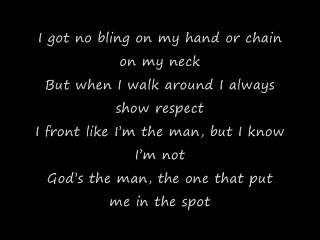 I got no bling on my hand or chain
on my neck
But when I walk around I always
show respect
I front like I'm the man, but I know
I'm not
God's the man, the one that put
me in the spot